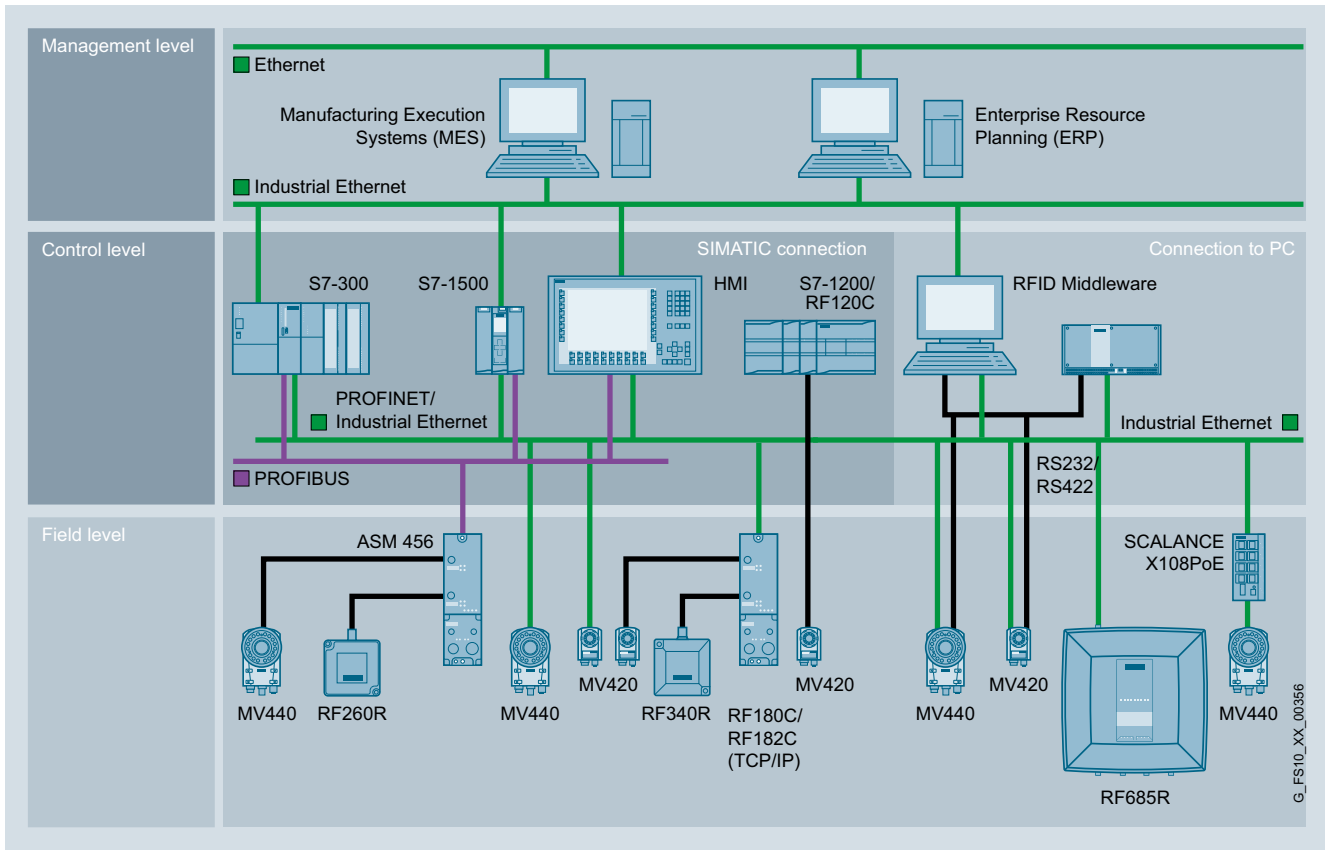 Management level
Ethernet
Manufacturing Execution
Systems (MES)
Enterprise Resource
Planning (ERP)
Industrial Ethernet
Control level
SIMATIC connection
Connection to PC
S7-300
S7-1500
HMI
S7-1200/
RF120C
RFID Middleware
PROFINET/
Industrial Ethernet
Industrial Ethernet
PROFIBUS
RS232/
RS422
Field level
ASM 456
SCALANCE
X108PoE
MV440
RF260R
MV440
MV420
RF340R
RF180C/
RF182C
(TCP/IP)
MV420
MV440
MV420
RF685R
MV440
G_FS10_XX_00356